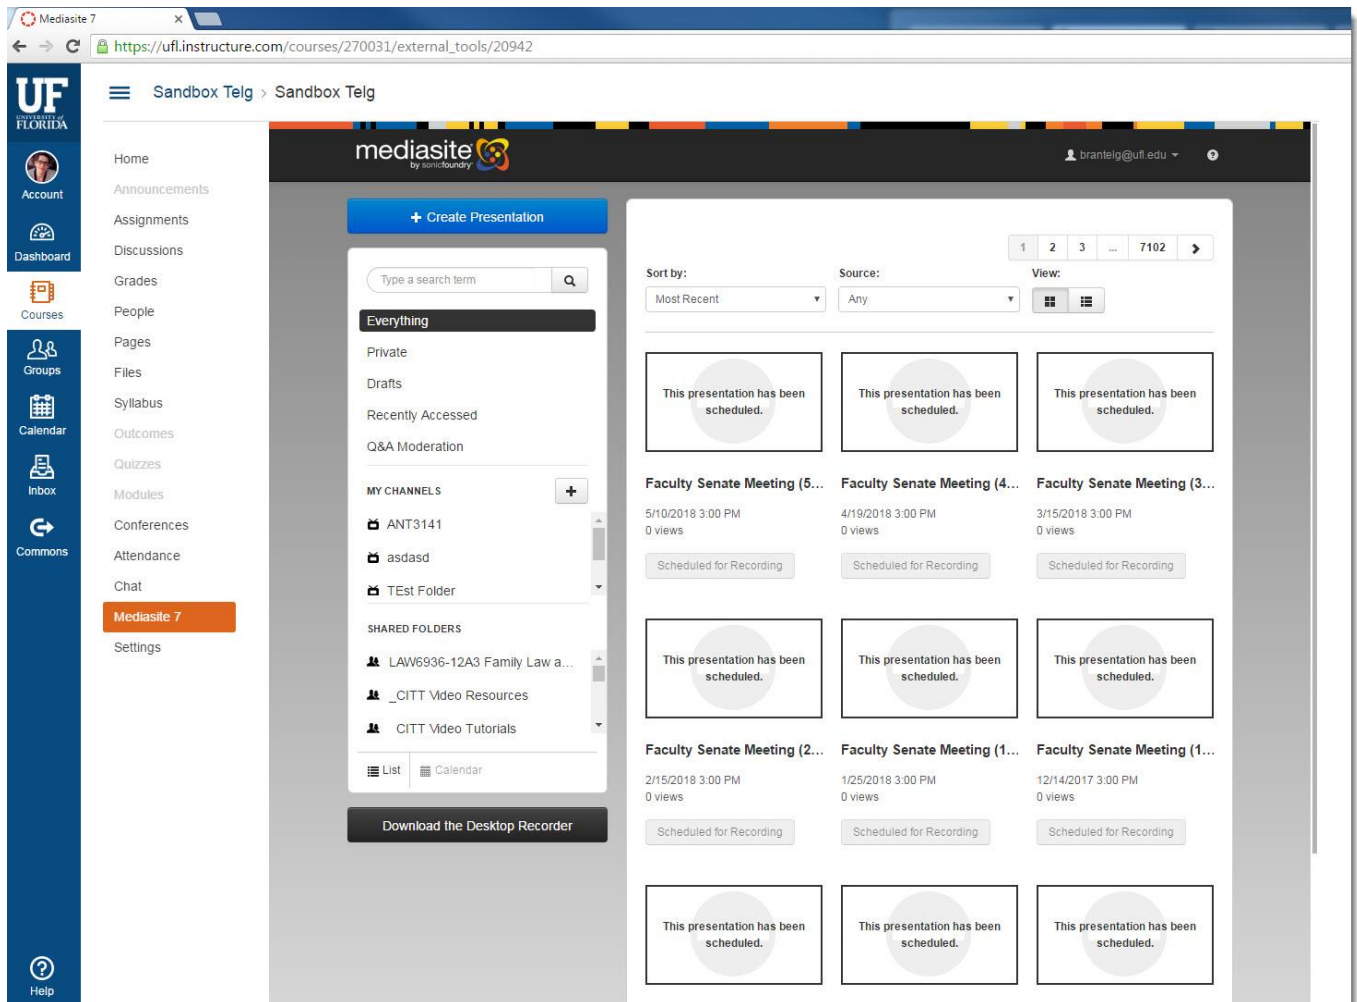 Mediasite 7
https://ufl.instructure.com/courses/270031/external_tools/20942
UF
UNIVERSITY of
FLORIDA
Account
Dashboard
Courses
Groups
Calendar
Inbox
Commons
Help
Sandbox Telg > Sandbox Telg
Home
Announcements
Assignments
Discussions
Grades
People
Pages
Files
Syllabus
Outcomes
Quizzes
Modules
Conferences
Attendance
Chat
Mediasite 7
Settings
mediasite
by sonicfoundry
brantelg@ufl.edu
?
+ Create Presentation
Type a search term
Everything
Private
Drafts
Recently Accessed
Q&A Moderation
MY CHANNELS +
ANT3141
asdasd
TEst Folder
SHARED FOLDERS
LAW6936-12A3 Family Law a...
_CITT Video Resources
CITT Video Tutorials
List Calendar
Download the Desktop Recorder
1 2 3 ... 7102
Sort by: Source: View:
Most Recent Any
This presentation has been scheduled.
Faculty Senate Meeting (5...
5/10/2018 3:00 PM
0 views
Scheduled for Recording
This presentation has been scheduled.
Faculty Senate Meeting (4...
4/19/2018 3:00 PM
0 views
Scheduled for Recording
This presentation has been scheduled.
Faculty Senate Meeting (3...
3/15/2018 3:00 PM
0 views
Scheduled for Recording
This presentation has been scheduled.
Faculty Senate Meeting (2...
2/15/2018 3:00 PM
0 views
Scheduled for Recording
This presentation has been scheduled.
Faculty Senate Meeting (1...
1/25/2018 3:00 PM
0 views
Scheduled for Recording
This presentation has been scheduled.
Faculty Senate Meeting (1...
12/14/2017 3:00 PM
0 views
Scheduled for Recording
This presentation has been scheduled.
This presentation has been scheduled.
This presentation has been scheduled.